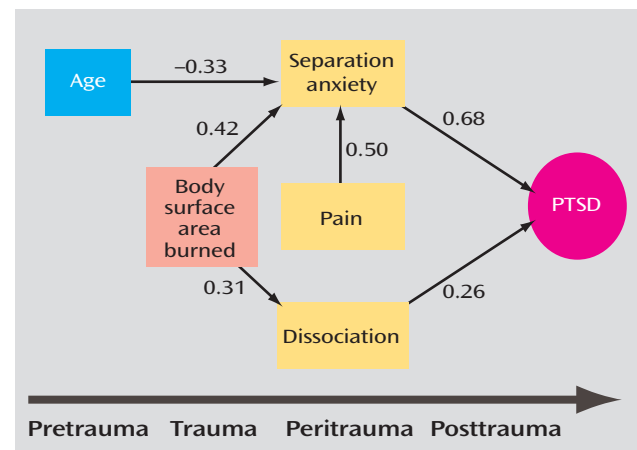 Age
–0.33
Separation
anxiety
0.42
0.50
0.68
Body
surface
area
burned
Pain
PTSD
0.31
0.26
Dissociation
Pretrauma Trauma Peritrauma Posttrauma